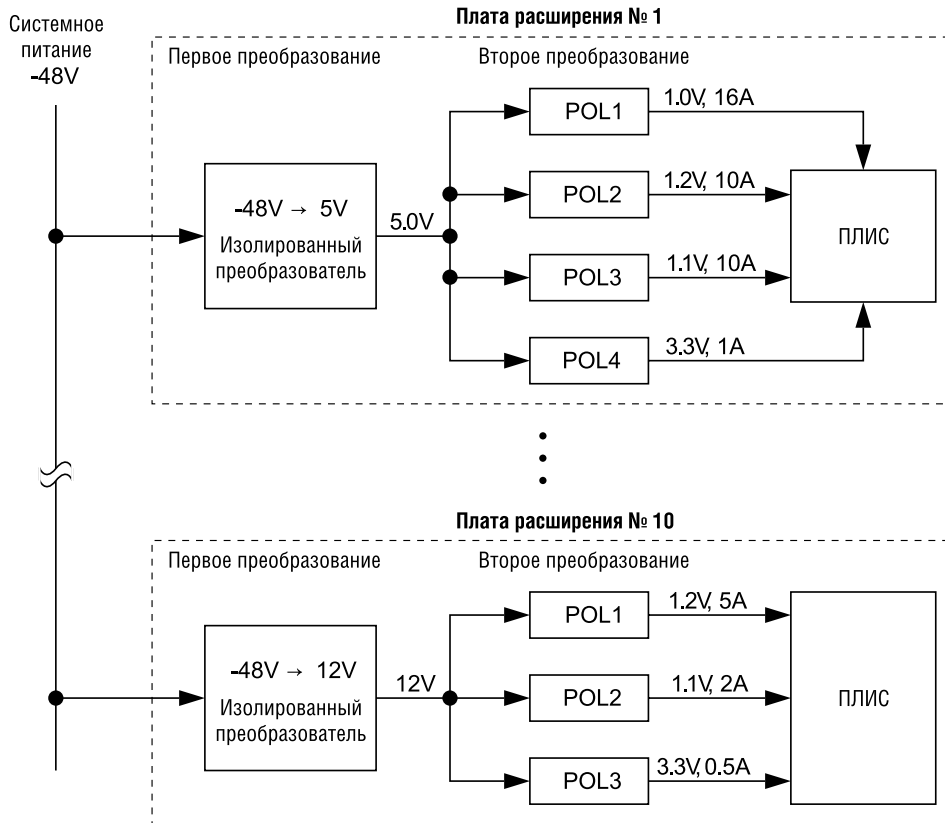 Системное
питание
-48V
Плата расширения № 1
Первое преобразование
Второе преобразование
-48V → 5V
Изолированный
преобразователь
5.0V
POL1
1.0V, 16A
POL2
1.2V, 10A
POL3
1.1V, 10A
POL4
3.3V, 1A
ПЛИС
Плата расширения № 10
Первое преобразование
Второе преобразование
-48V → 12V
Изолированный
преобразователь
12V
POL1
1.2V, 5A
POL2
1.1V, 2A
POL3
3.3V, 0.5A
ПЛИС